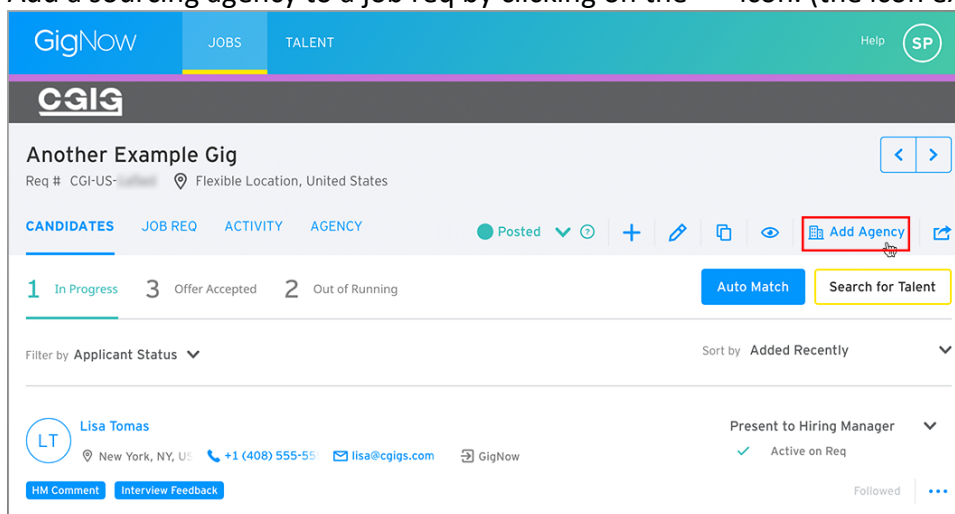 Add a sourcing agency to a job req by clicking on the icon. (the icon
GigNow JOBS TALENT Help SP
CGIG
Another Example Gig
Req # CGI-US- Flexible Location, United States
CANDIDATES JOB REQ ACTIVITY AGENCY Posted ? Add Agency
1 In Progress 3 Offer Accepted 2 Out of Running Auto Match Search for Talent
Filter by Applicant Status Sort by Added Recently
LT Lisa Tomas Present to Hiring Manager
New York, NY, US +1 (408) 555-55 lisa@cgigs.com GigNow Active on Req
HM Comment Interview Feedback Followed